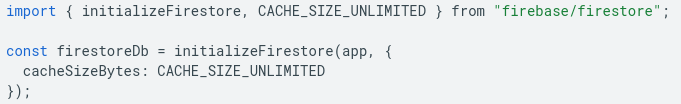 import { initializeFirestore, CACHE_SIZE_UNLIMITED } from "firebase/firestore";
const firestoreDb = initializeFirestore(app, {
  cacheSizeBytes: CACHE_SIZE_UNLIMITED
});